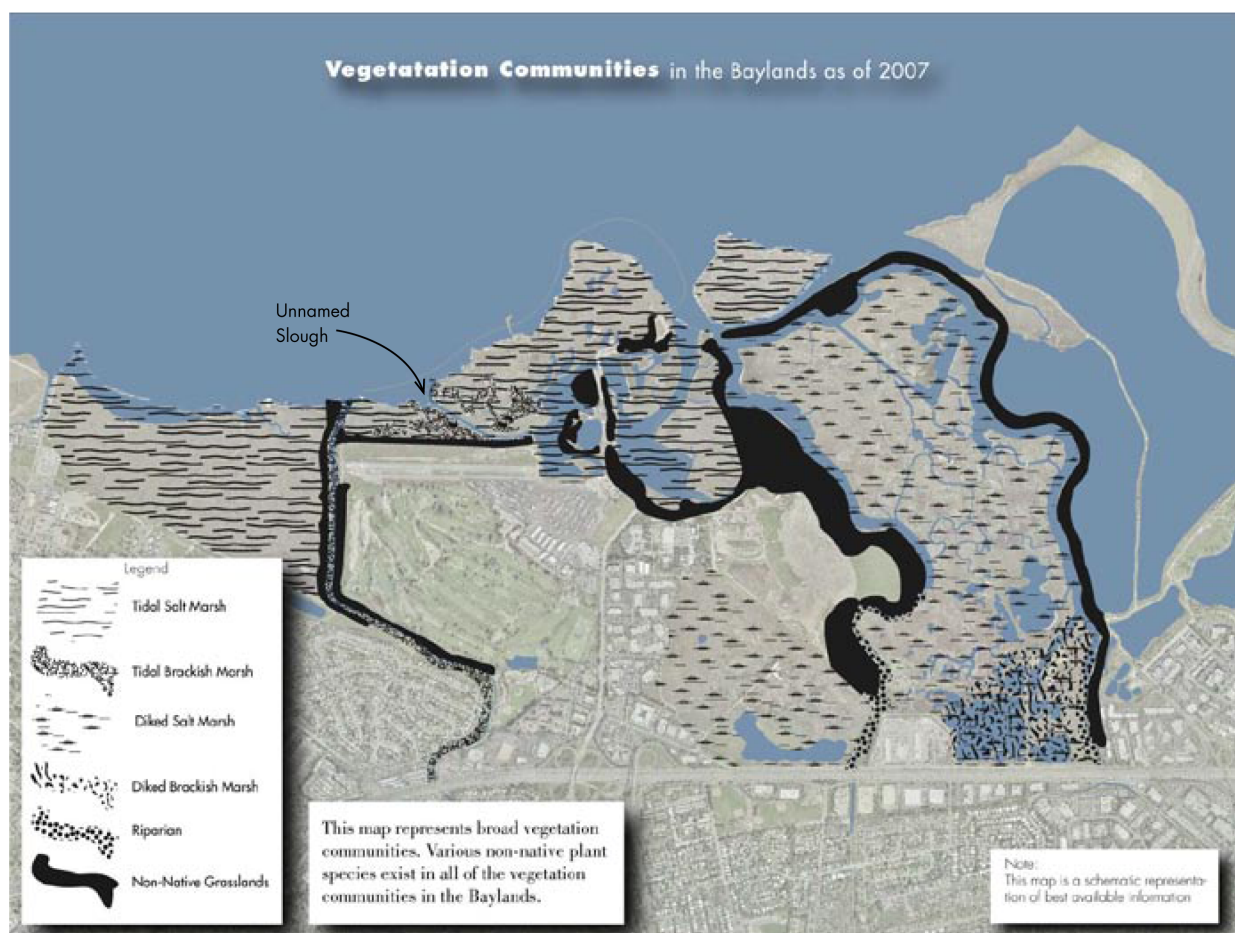 Vegetatation Communities in the Baylands as of 2007
Unnamed
Slough
Legend
Tidal Salt Marsh
Tidal Brackish Marsh
Diked Salt Marsh
Diked Brackish Marsh
Riparian
Non-Native Grasslands
This map represents broad vegetation
communities. Various non-native plant
species exist in all of the vegetation
communities in the Baylands.
Note:
This map is a schematic representa-
tion of best available information